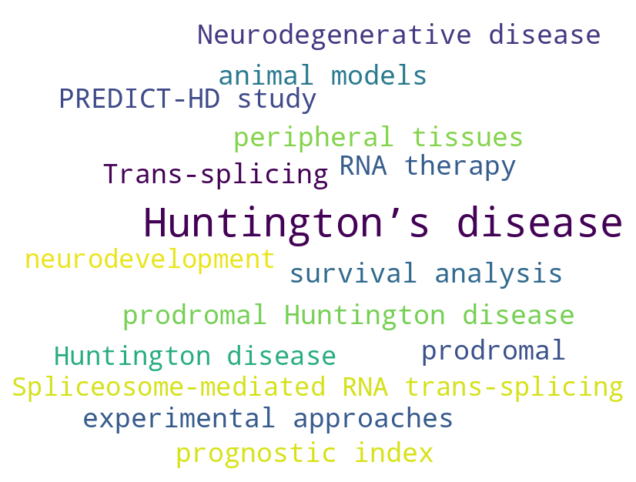 Neurodegenerative disease
animal models
PREDICT-HD study
peripheral tissues
RNA therapy
Trans-splicing
Huntington’s disease
neurodevelopment
survival analysis
prodromal Huntington disease
prodromal
Huntington disease
Spliceosome-mediated RNA trans-splicing
experimental approaches
prognostic index